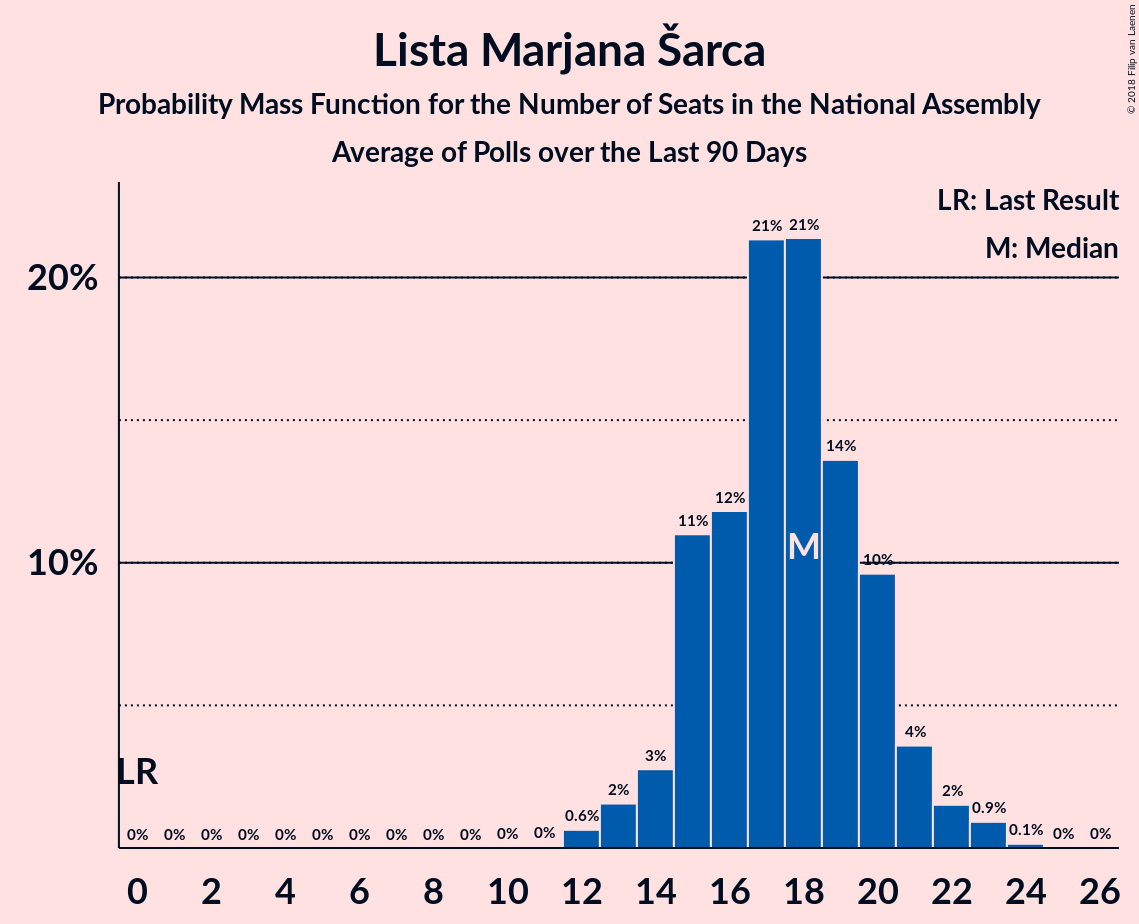 Lista Marjana Šarca
Probability Mass Function for the Number of Seats in the National Assembly
Average of Polls over the Last 90 Days
© 2018 Filip van Laenen
LR: Last Result
M: Median
20%
10%
21% 21%
14%
12%
11%
10%
4%
3%
2% 2%
0.9%
0.6%
0.1%
0% 0% 0% 0% 0% 0% 0% 0% 0% 0% 0% 0% 0% 0%
M
LR
0 2 4 6 8 10 12 14 16 18 20 22 24 26